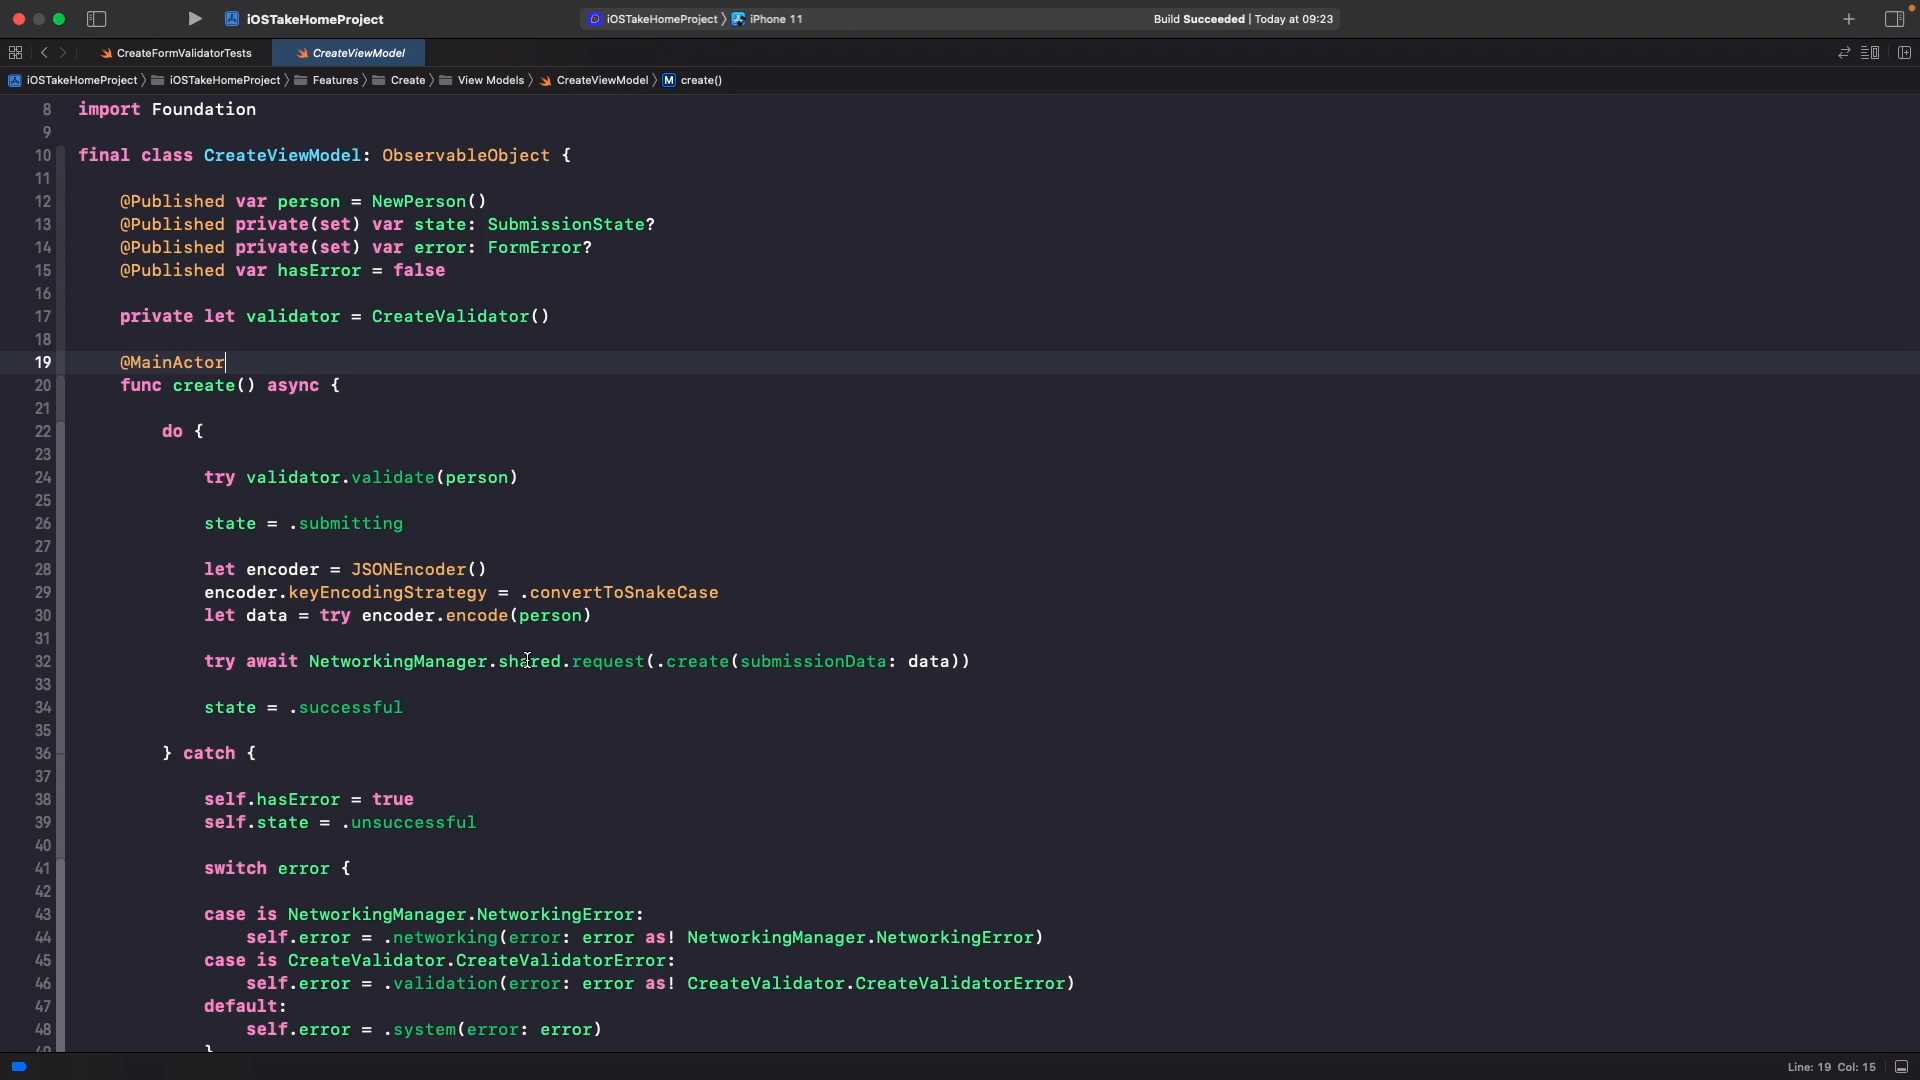 iOSTakeHomeProject
iOSTakeHomeProject 〉 iPhone 11
Build Succeeded | Today at 09:23
CreateFormValidatorTests
CreateViewModel
iOSTakeHomeProject 〉 iOSTakeHomeProject 〉 Features 〉 Create 〉 View Models 〉 CreateViewModel 〉 M create()
8 import Foundation
9
10 final class CreateViewModel: ObservableObject {
11
12 @Published var person = NewPerson()
13 @Published private(set) var state: SubmissionState?
14 @Published private(set) var error: FormError?
15 @Published var hasError = false
16
17 private let validator = CreateValidator()
18
19 @MainActor
20 func create() async {
21
22 do {
23
24 try validator.validate(person)
25
26 state = .submitting
27
28 let encoder = JSONEncoder()
29 encoder.keyEncodingStrategy = .convertToSnakeCase
30 let data = try encoder.encode(person)
31
32 try await NetworkingManager.shared.request(.create(submissionData: data))
33
34 state = .successful
35
36 } catch {
37
38 self.hasError = true
39 self.state = .unsuccessful
40
41 switch error {
42
43 case is NetworkingManager.NetworkingError:
44 self.error = .networking(error: error as! NetworkingManager.NetworkingError)
45 case is CreateValidator.CreateValidatorError:
46 self.error = .validation(error: error as! CreateValidator.CreateValidatorError)
47 default:
48 self.error = .system(error: error)
Line: 19 Col: 15